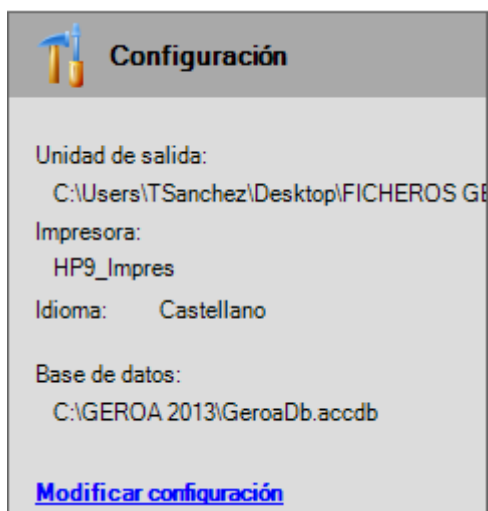 Configuración
Unidad de salida:
C:\Users\TSanchez\Desktop\FICHEROS
Impresora:
HP9_Impres
Idioma: Castellano
Base de datos:
C:\GEROA 2013\GeroaDb.accdb
Modificar configuración